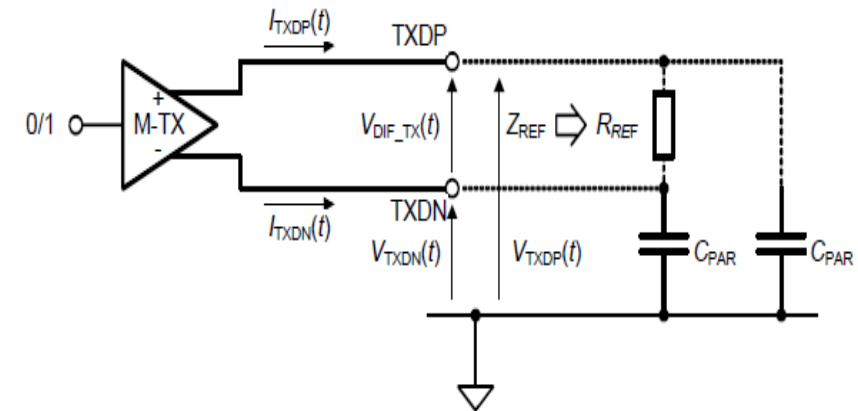 I_TXDP(t)
TXDP
0/1
+
M-TX
-
V_DIF_TX(t)
Z_REF ⇨ R_REF
TXDN
I_TXDN(t)
V_TXDN(t)
V_TXDP(t)
C_PAR
C_PAR